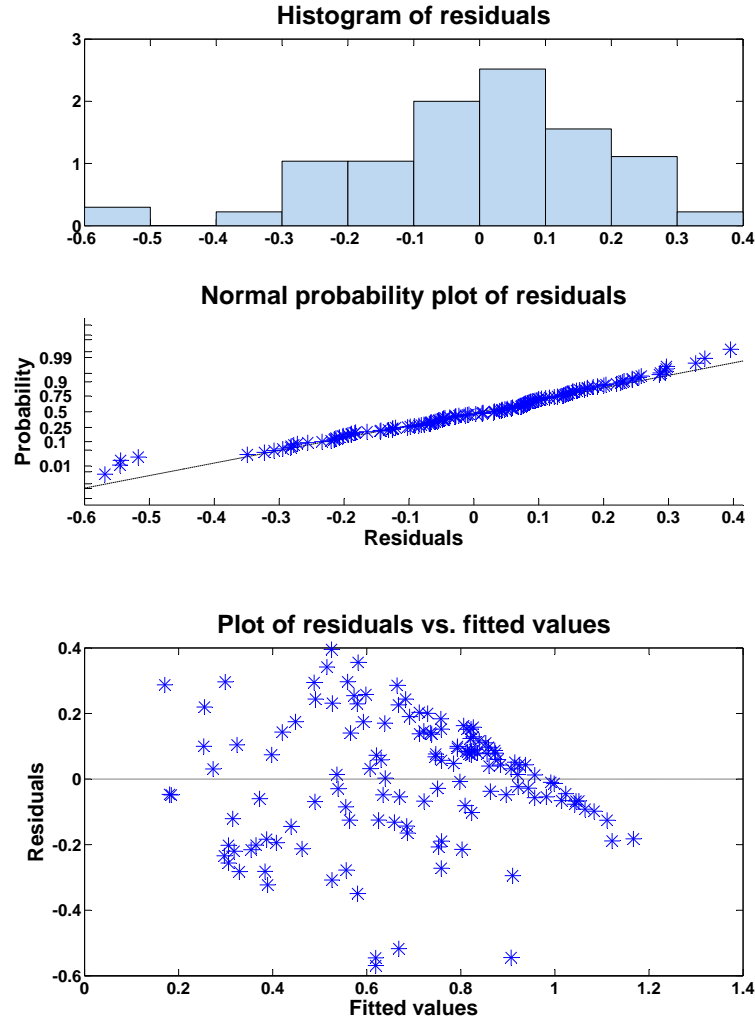 Histogram of residuals
3
2
1
0
-0.6 -0.5 -0.4 -0.3 -0.2 -0.1 0 0.1 0.2 0.3 0.4
Normal probability plot of residuals
Probability
0.99
0.9
0.75
0.5
0.25
0.1
0.01
-0.6 -0.5 -0.4 -0.3 -0.2 -0.1 0 0.1 0.2 0.3 0.4
Residuals
Plot of residuals vs. fitted values
Residuals
0.4
0.2
0
-0.2
-0.4
-0.6
0 0.2 0.4 0.6 0.8 1 1.2 1.4
Fitted values